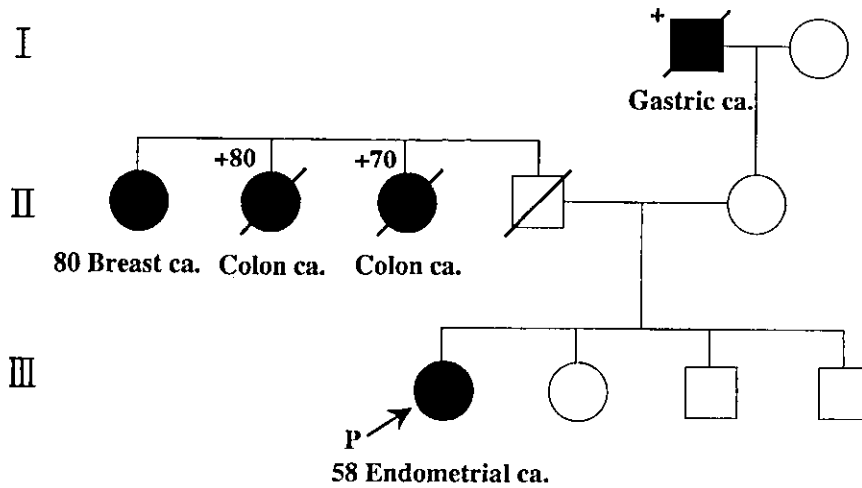 I
+
Gastric ca.
+80
+70
II
80 Breast ca.
Colon ca.
Colon ca.
III
P
58 Endometrial ca.